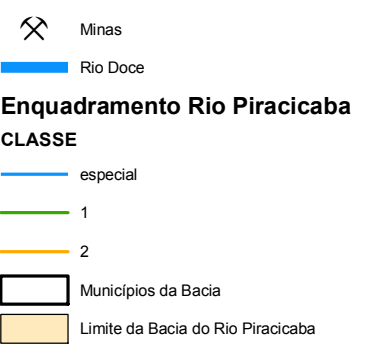 Minas
Rio Doce
Enquadramento Rio Piracicaba
CLASSE
especial
1
2
Municípios da Bacia
Limite da Bacia do Rio Piracicaba